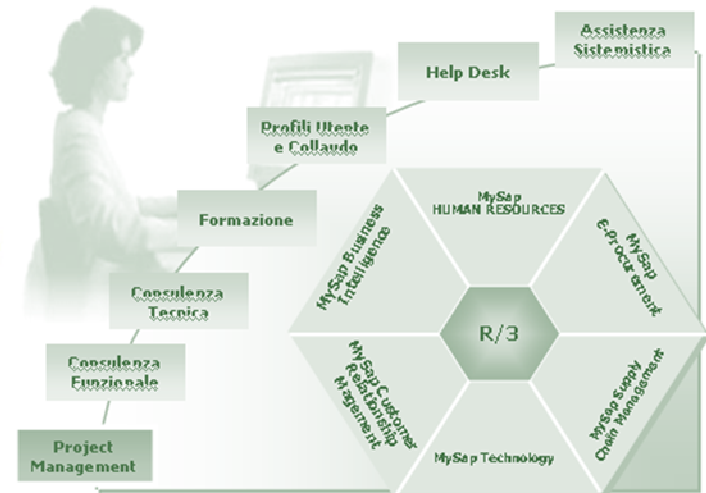 Assistenza
Sistemistica
Help Desk
Profili Utente
e Collaudo
Formazione
Consulenza
Tecnica
Consulenza
Funzionale
Project
Management
MySap
HUMAN RESOURCES
MySap
E-Procurement
MySap Supply
Chain Management
MySap Technology
MySap Customer
Relationship
Magement
MySap Business
Intelligence
R/3